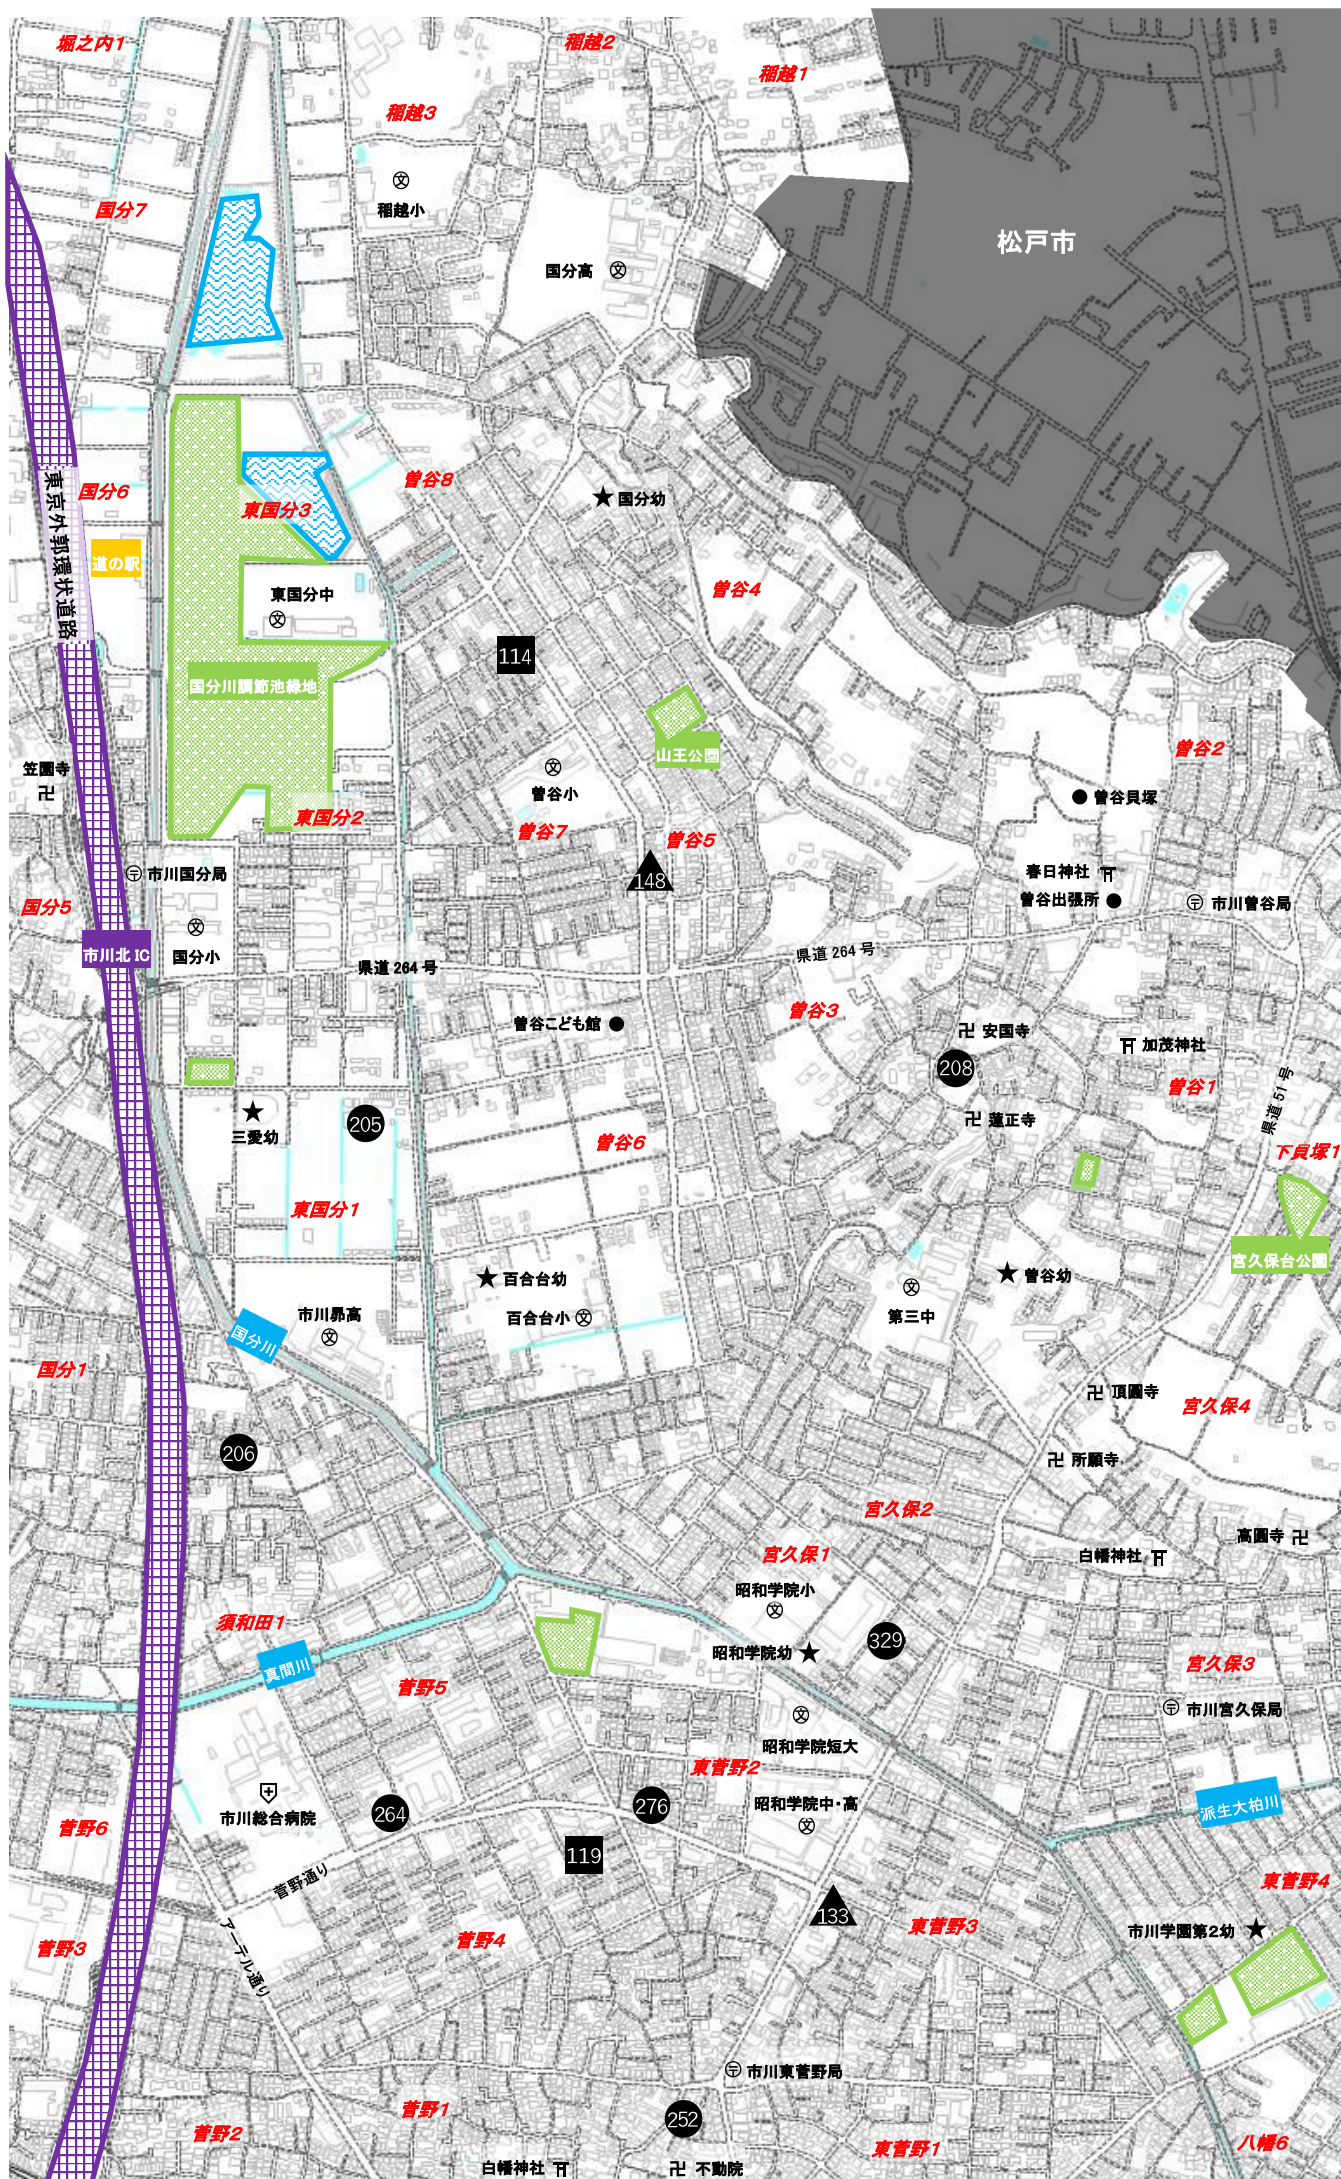 堀之内1
稲越2
稲越1
稲越3
稲越小
国分7
松戸市
国分高
曽谷8
国分6
国分幼
東国分3
東京外郭環状道路
道の駅
曽谷4
東国分中
114
国分川調節池緑地
山王公園
曽谷2
笠圓寺
曽谷小
曽谷貝塚
東国分2
曽谷7
曽谷5
市川国分局
148
春日神社
曽谷出張所
市川曽谷局
国分5
市川北IC
国分小
県道264号
県道264号
曽谷3
曽谷こども館
安国寺
加茂神社
208
曽谷1
県道51号
三愛幼
205
蓮正寺
曽谷6
下貝塚1
東国分1
宮久保台公園
百合台幼
曽谷幼
市川昴高
百合台小
第三中
国分川
国分1
頂圓寺
宮久保4
206
所願寺
宮久保2
高圓寺
宮久保1
白幡神社
昭和学院小
須和田1
329
昭和学院幼
真間川
宮久保3
菅野5
市川宮久保局
昭和学院短大
東菅野2
市川総合病院
264
276
昭和学院中・高
派生大柏川
菅野6
119
菅野通り
東菅野4
133
東菅野3
市川学園第2幼
菅野4
菅野3
アーデル通り
市川東菅野局
菅野1
252
菅野2
東菅野1
八幡6
白幡神社
不動院